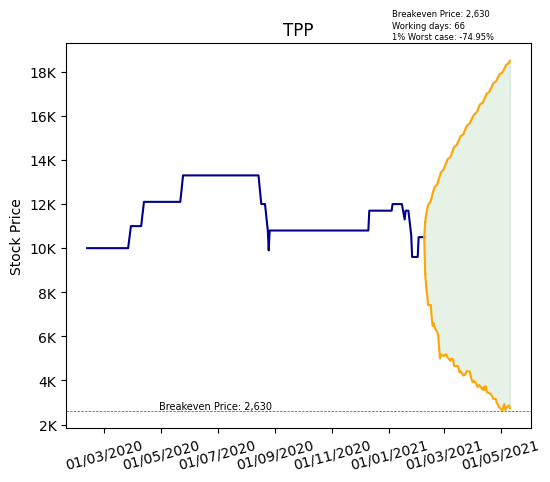 Breakeven Price: 2,630
Working days: 66
1% Worst case: -74.95%
TPP
Stock Price
18K
16K
14K
12K
10K
8K
6K
4K
2K
Breakeven Price: 2,630
01/03/2020
01/05/2020
01/07/2020
01/09/2020
01/11/2020
01/01/2021
01/03/2021
01/05/2021